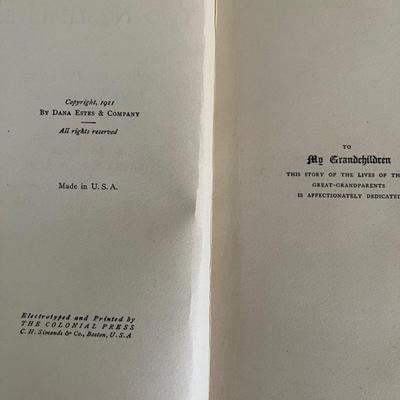 Copyright, 1911
By Dana Estes & Company
All rights reserved
Made in U. S. A.
Electrotyped and Printed by
THE COLONIAL PRESS
C. H. Simonds & Co., Boston, U. S. A
TO
My Grandchildren
THIS STORY OF THE LIVES OF THE
GREAT-GRANDPARENTS
IS AFFECTIONATELY DEDICATED